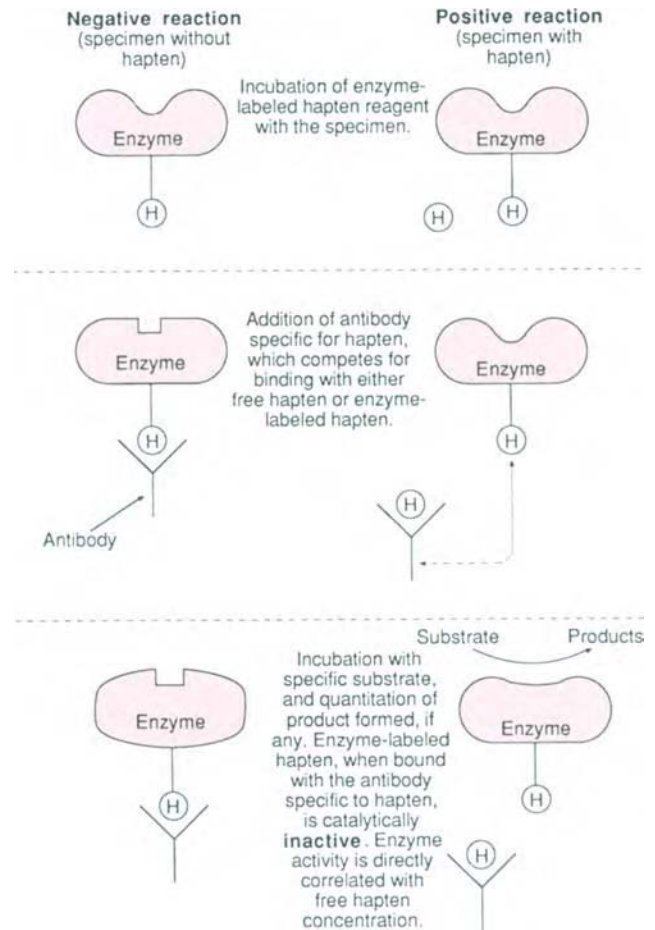 Negative reaction
(specimen without
hapten)
Positive reaction
(specimen with
hapten)
Incubation of enzyme-
labeled hapten reagent
with the specimen.
Enzyme
H
Enzyme
H
H
Addition of antibody
specific for hapten,
which competes for
binding with either
free hapten or enzyme-
labeled hapten.
Enzyme
H
Antibody
Enzyme
H
H
Substrate
Products
Incubation with
specific substrate,
and quantitation of
product formed, if
any. Enzyme-labeled
hapten, when bound
with the antibody
specific to hapten,
is catalytically
inactive. Enzyme
activity is directly
correlated with
free hapten
concentration.
Enzyme
H
Enzyme
H
H